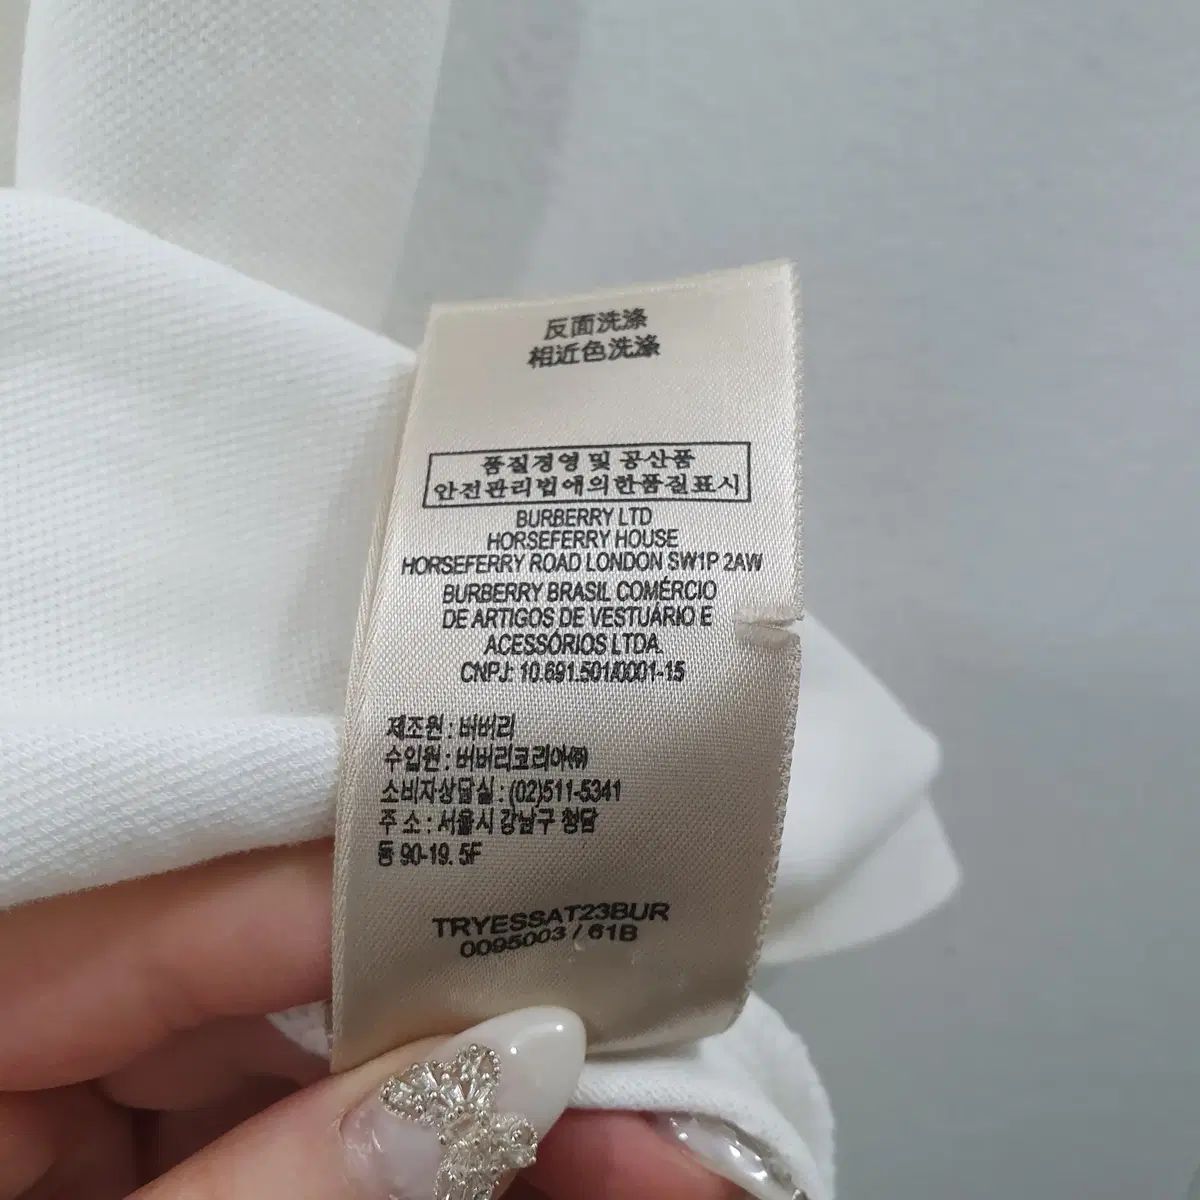 反面洗涤
相近色洗涤
품질경영 및 공산품
안전관리법애의한품질표시
BURBERRY LTD
HORSEFERRY HOUSE
HORSEFERRY ROAD LONDON SW1P 2AW
BURBERRY BRASIL COMÉRCIO
DE ARTIGOS DE VESTUÁRIO E
ACESSÓRIOS LTDA.
CNPJ: 10.691.501/0001-15
제조원 : 버버리
수입원 : 버버리코리아㈜
소비자상담실 : (02)511-5341
주 소 : 서울시 강남구 청담
동 90-19. 5F
TRYESSAT23BUR
0095003 / 61B